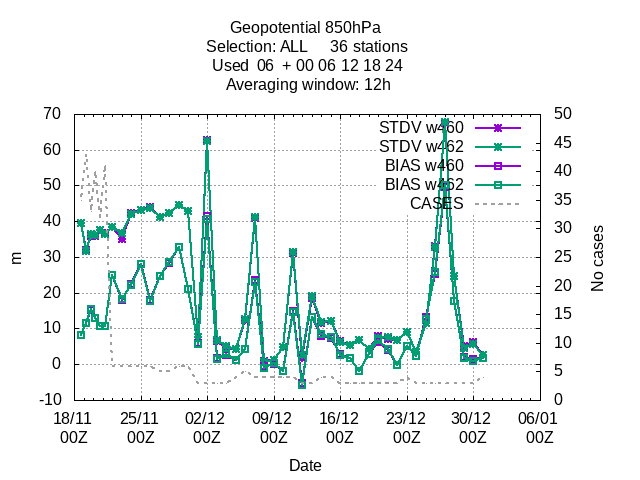 Geopotential 850hPa
Selection: ALL 36 stations
Used 06 + 00 06 12 18 24
Averaging window: 12h
70 50
60 45
50 40
40 35
30 30
20 25
10 20
0 15
-10 10
5
0
STDV w460
STDV w462
BIAS w460
BIAS w462
CASES
m
No cases
18/11 25/11 02/12 09/12 16/12 23/12 30/12 06/01
00Z 00Z 00Z 00Z 00Z 00Z 00Z 00Z
Date